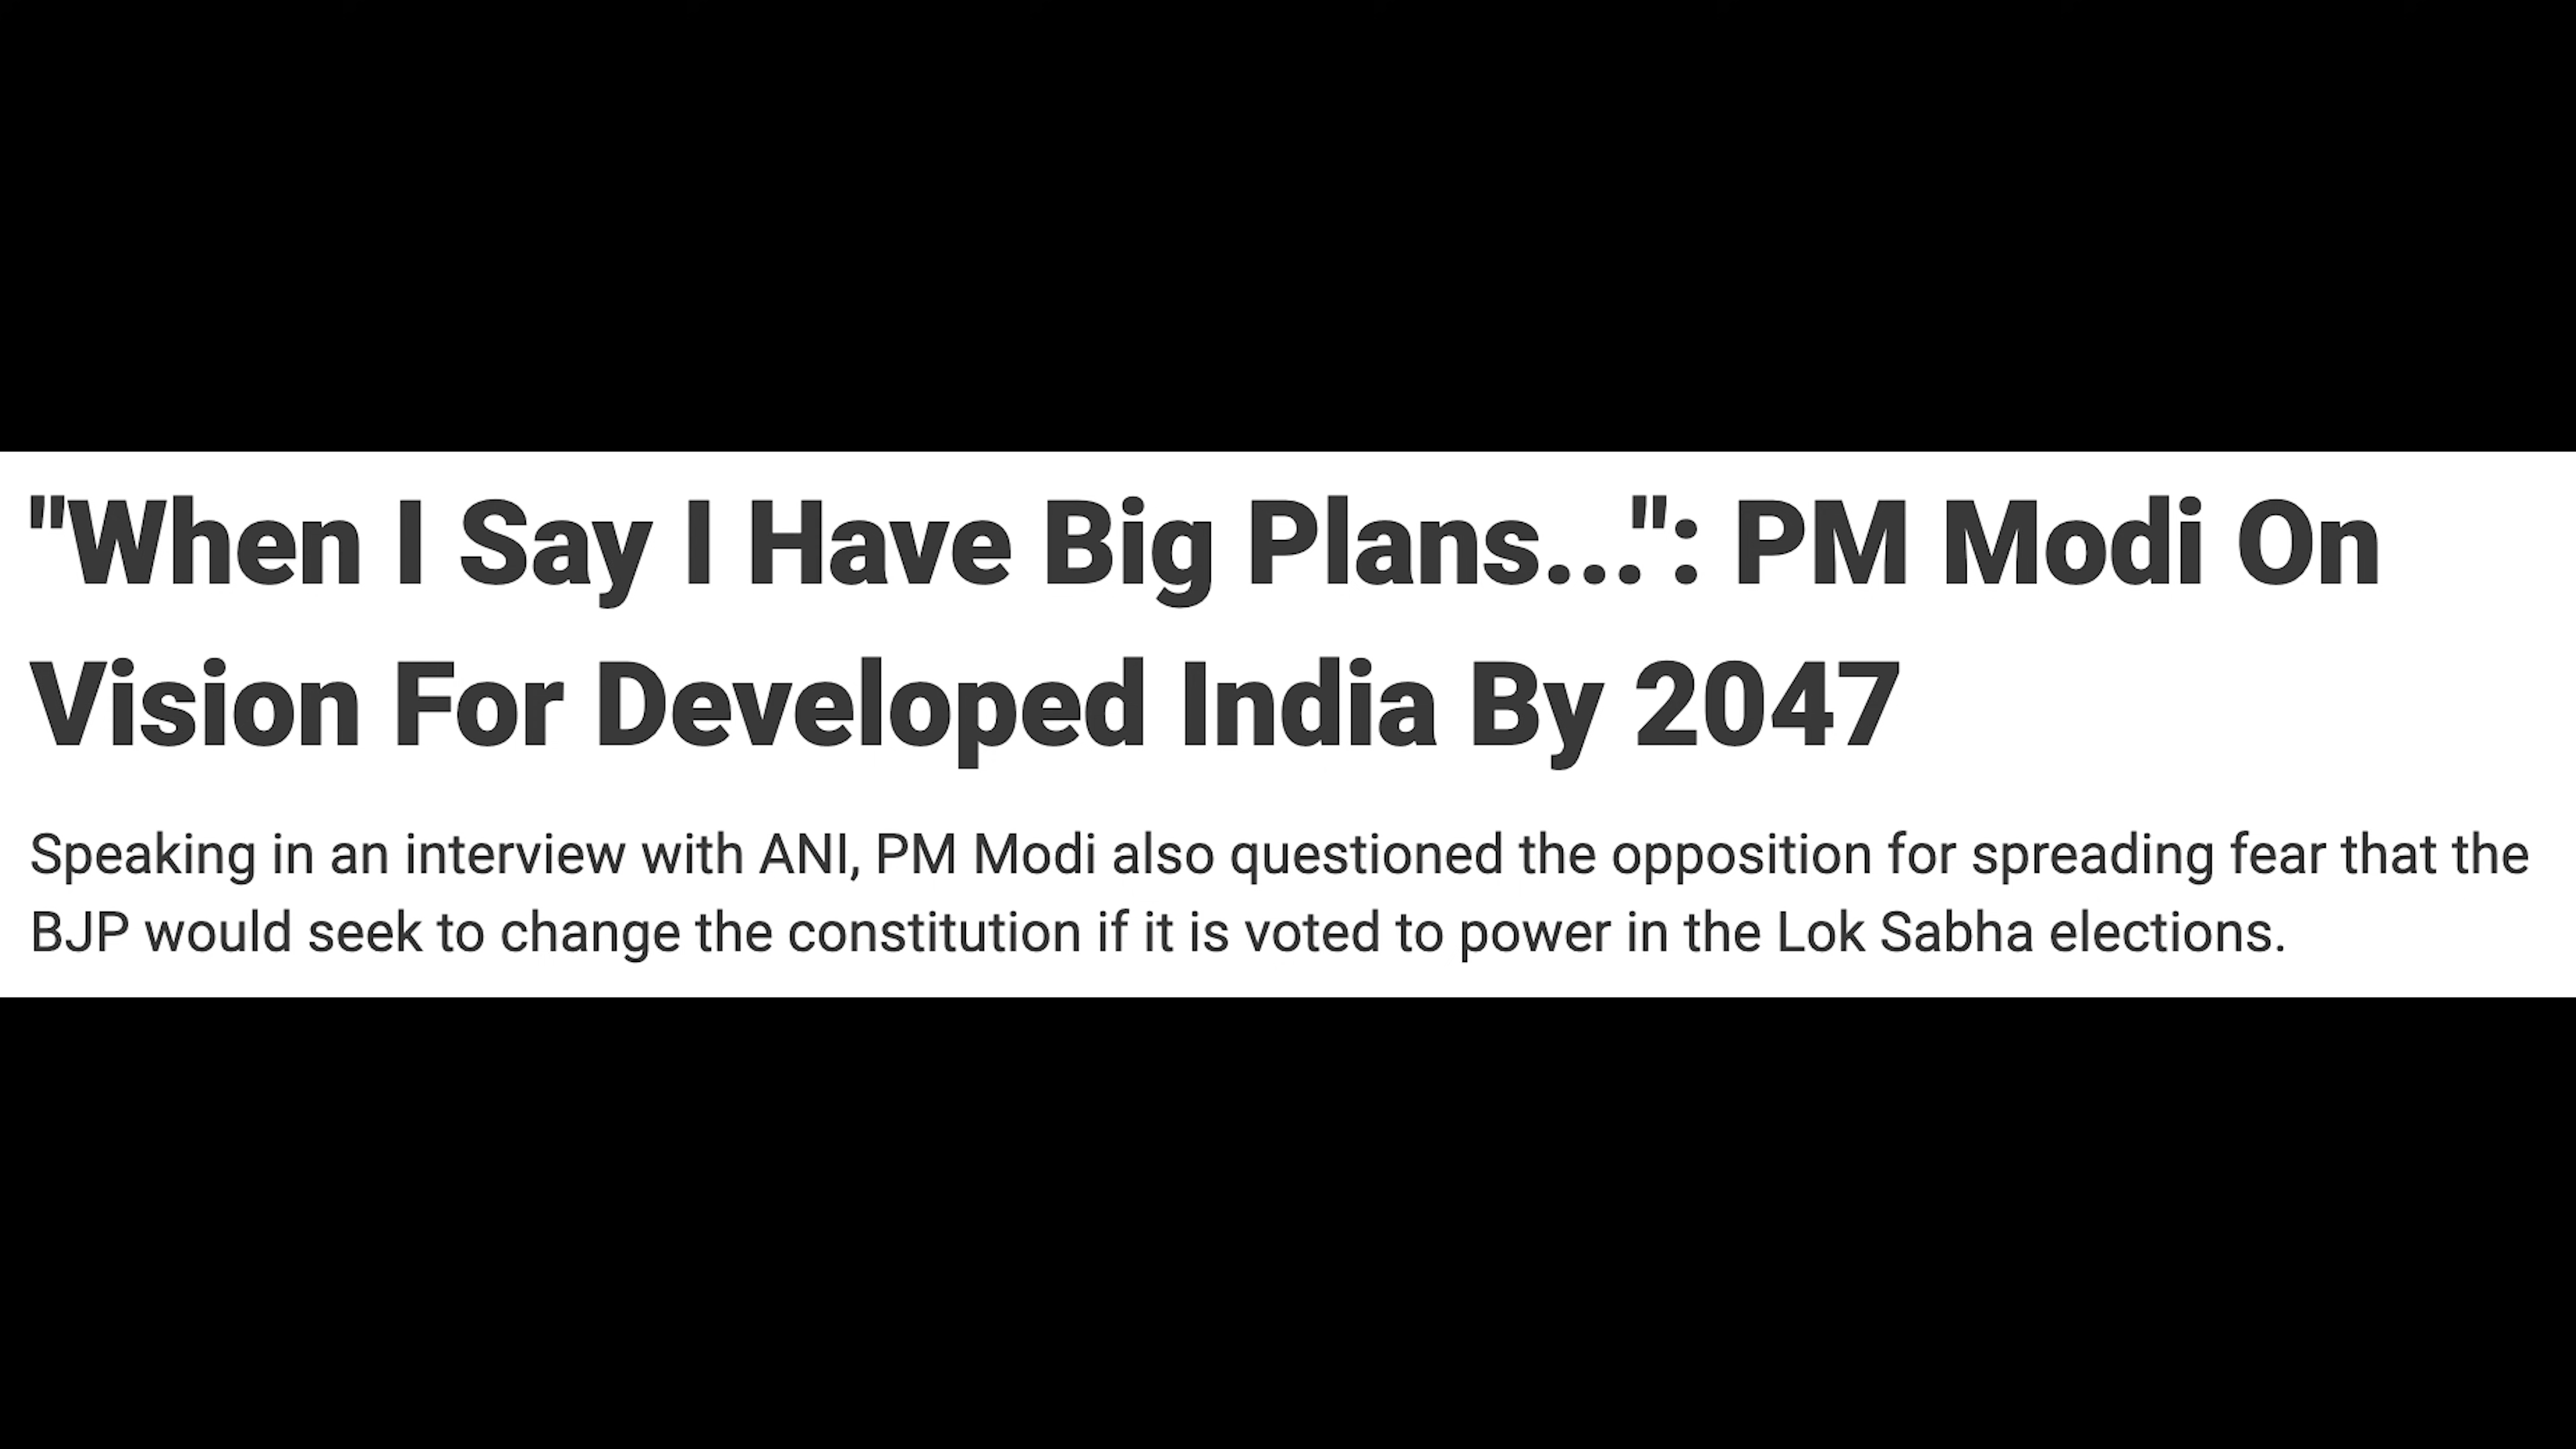 "When I Say I Have Big Plans...": PM Modi On
Vision For Developed India By 2047
Speaking in an interview with ANI, PM Modi also questioned the opposition for spreading fear that the
BJP would seek to change the constitution if it is voted to power in the Lok Sabha elections.